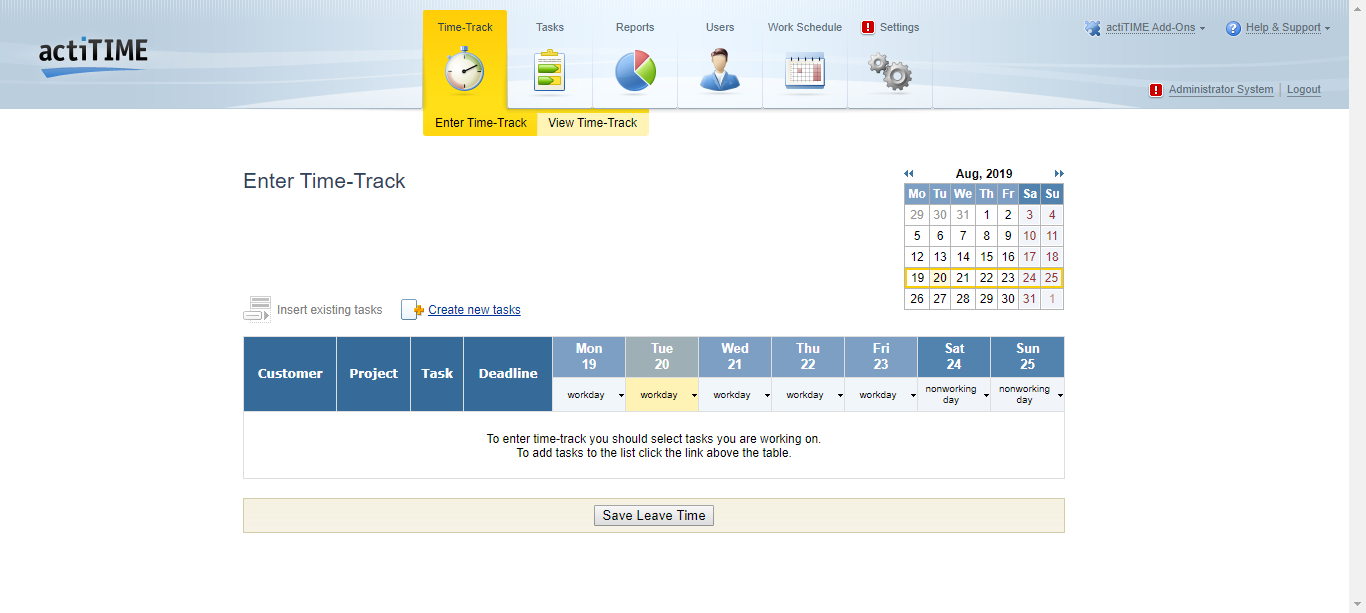 actiTIME
Time-Track
Tasks
Reports
Users
Work Schedule
! Settings
actiTIME Add-Ons
? Help & Support
! Administrator System
Logout
Enter Time-Track
View Time-Track
Enter Time-Track
Aug, 2019
Mo Tu We Th Fr Sa Su
29 30 31 1 2 3 4
5 6 7 8 9 10 11
12 13 14 15 16 17 18
19 20 21 22 23 24 25
26 27 28 29 30 31 1
Insert existing tasks
Create new tasks
Customer Project Task Deadline
Mon Tue Wed Thu Fri Sat Sun
19 20 21 22 23 24 25
workday workday workday workday workday nonworking nonworking
day day
To enter time-track you should select tasks you are working on.
To add tasks to the list click the link above the table.
Save Leave Time